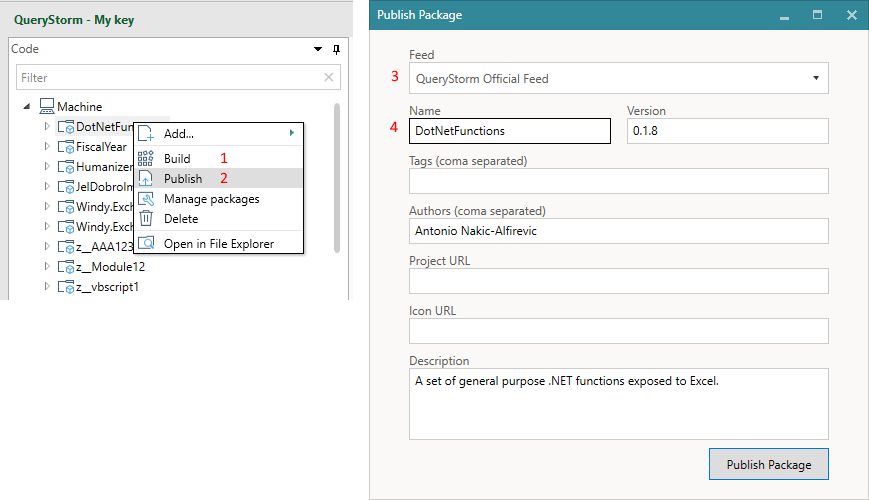 QueryStorm - My key
Code
Filter
Machine
DotNetFun
FiscalYear
Humanizer
JelDobroIm
Windy.Exch
Windy.Exch
z__AAA123
z__Module12
z__vbscript1
Add...
Build 1
Publish 2
Manage packages
Delete
Open in File Explorer
Publish Package
Feed
3 QueryStorm Official Feed
Name Version
4 DotNetFunctions 0.1.8
Tags (coma separated)
Authors (coma separated)
Antonio Nakic-Alfirevic
Project URL
Icon URL
Description
A set of general purpose .NET functions exposed to Excel.
Publish Package